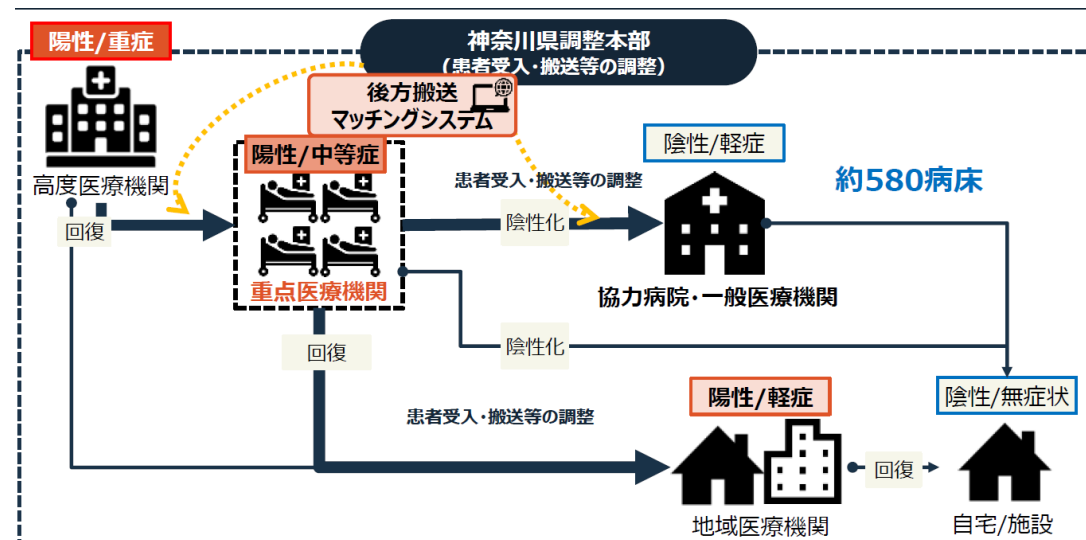 陽性/重症
神奈川県調整本部
（患者受入・搬送等の調整）
後方搬送
マッチングシステム
陽性/中等症
陰性/軽症
患者受入・搬送等の調整
約580病床
高度医療機関
回復
陰性化
重点医療機関
協力病院・一般医療機関
回復
陰性化
陽性/軽症
陰性/無症状
患者受入・搬送等の調整
回復
地域医療機関
自宅/施設